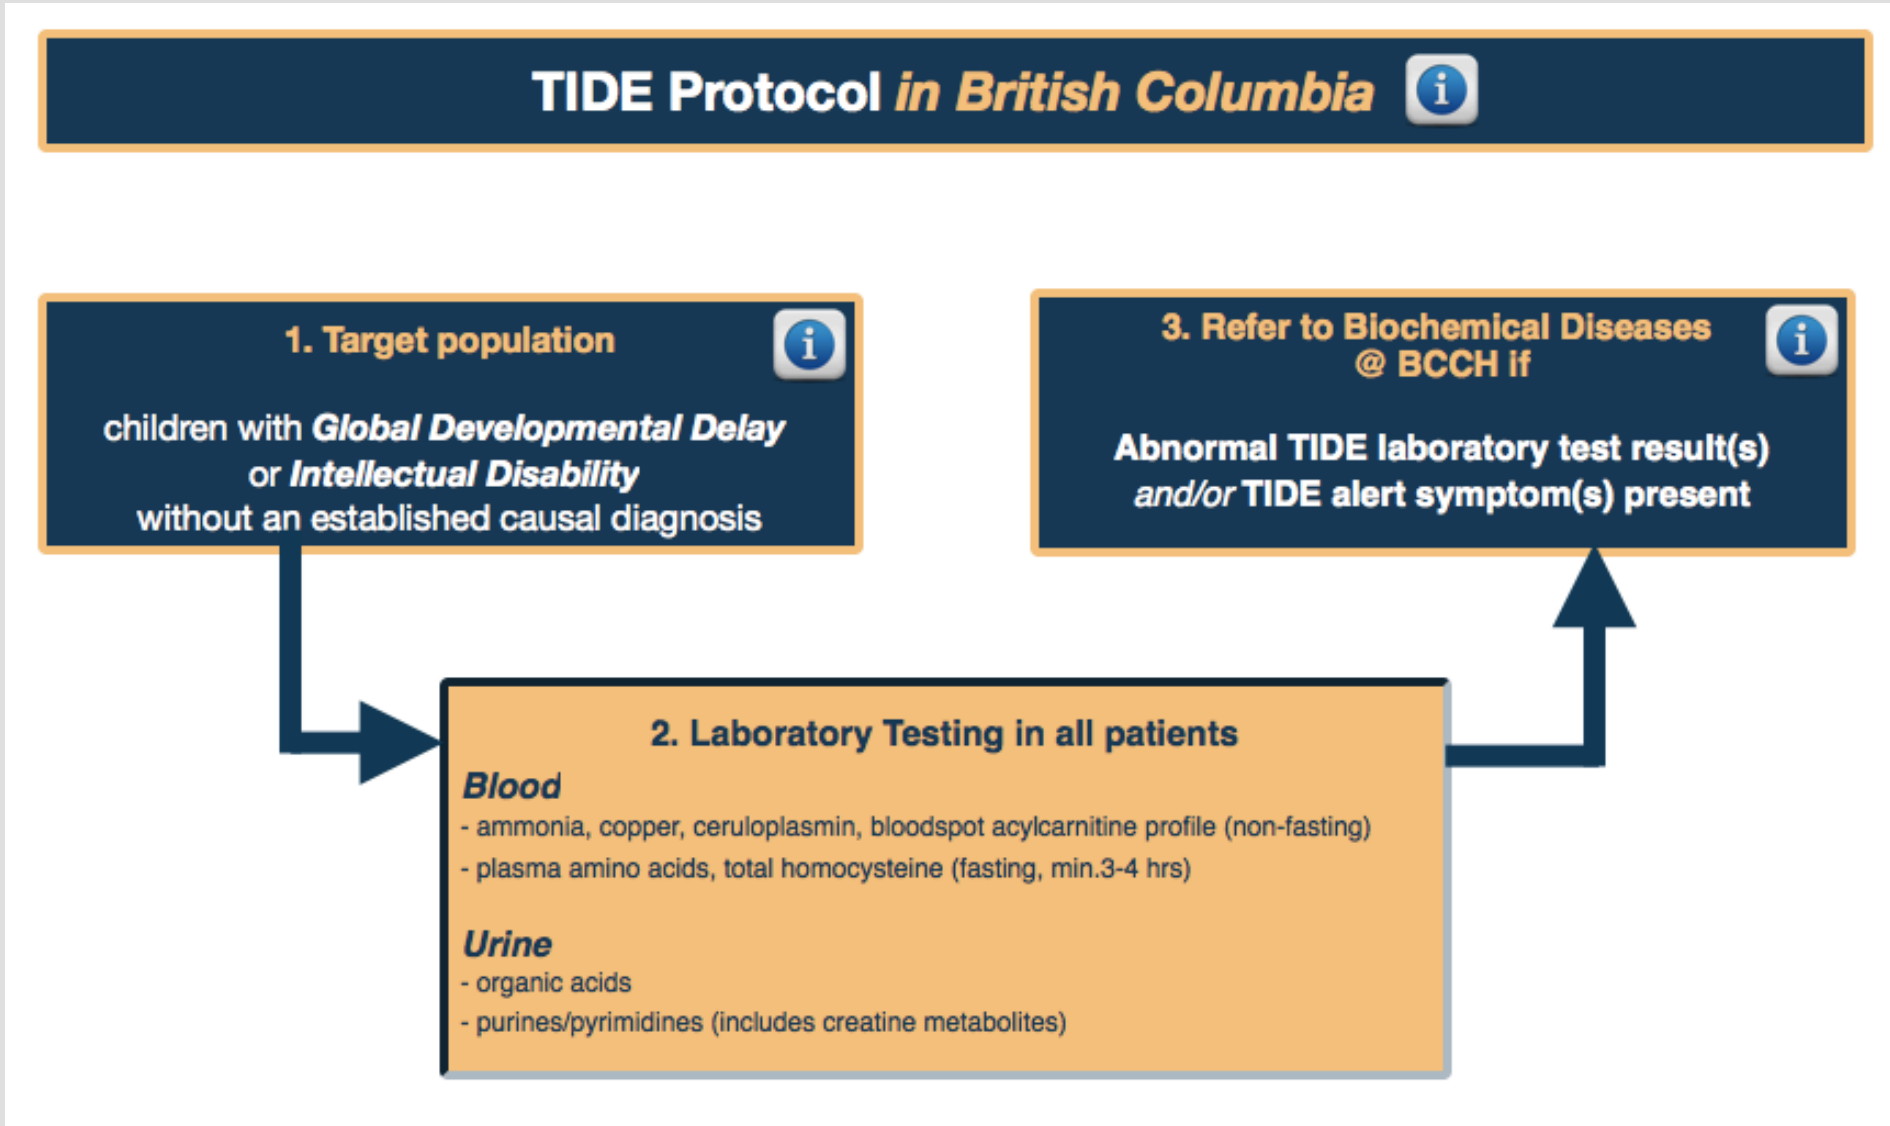 TIDE Protocol in British Columbia
1. Target population
children with Global Developmental Delay
or Intellectual Disability
without an established causal diagnosis
2. Laboratory Testing in all patients
Blood
- ammonia, copper, ceruloplasmin, bloodspot acylcarnitine profile (non-fasting)
- plasma amino acids, total homocysteine (fasting, min.3-4 hrs)
Urine
- organic acids
- purines/pyrimidines (includes creatine metabolites)
3. Refer to Biochemical Diseases
@ BCCH if
Abnormal TIDE laboratory test result(s)
and/or TIDE alert symptom(s) present